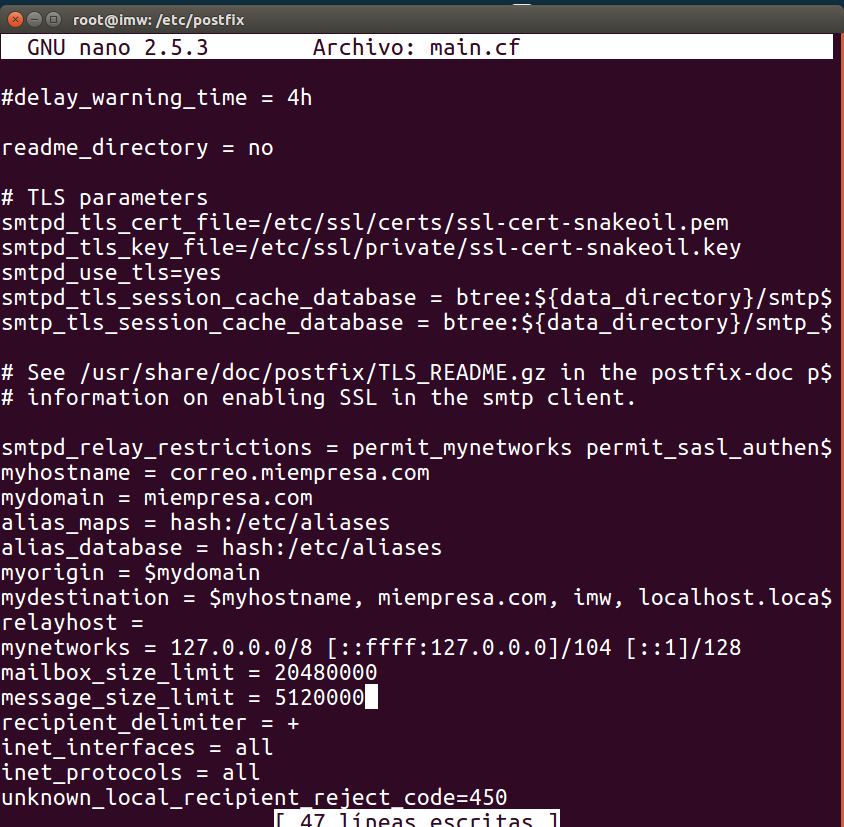 root@imw: /etc/postfix
GNU nano 2.5.3 Archivo: main.cf
#delay_warning_time = 4h
readme_directory = no
# TLS parameters
smtpd_tls_cert_file=/etc/ssl/certs/ssl-cert-snakeoil.pem
smtpd_tls_key_file=/etc/ssl/private/ssl-cert-snakeoil.key
smtpd_use_tls=yes
smtpd_tls_session_cache_database = btree:${data_directory}/smtp$
smtp_tls_session_cache_database = btree:${data_directory}/smtp_$
# See /usr/share/doc/postfix/TLS_README.gz in the postfix-doc p$
# information on enabling SSL in the smtp client.
smtpd_relay_restrictions = permit_mynetworks permit_sasl_authen$
myhostname = correo.miempresa.com
mydomain = miempresa.com
alias_maps = hash:/etc/aliases
alias_database = hash:/etc/aliases
myorigin = $mydomain
mydestination = $myhostname, miempresa.com, imw, localhost.loca$
relayhost =
mynetworks = 127.0.0.0/8 [::ffff:127.0.0.0]/104 [::1]/128
mailbox_size_limit = 20480000
message_size_limit = 5120000
recipient_delimiter = +
inet_interfaces = all
inet_protocols = all
unknown_local_recipient_reject_code=450
[ 47 líneas escritas ]